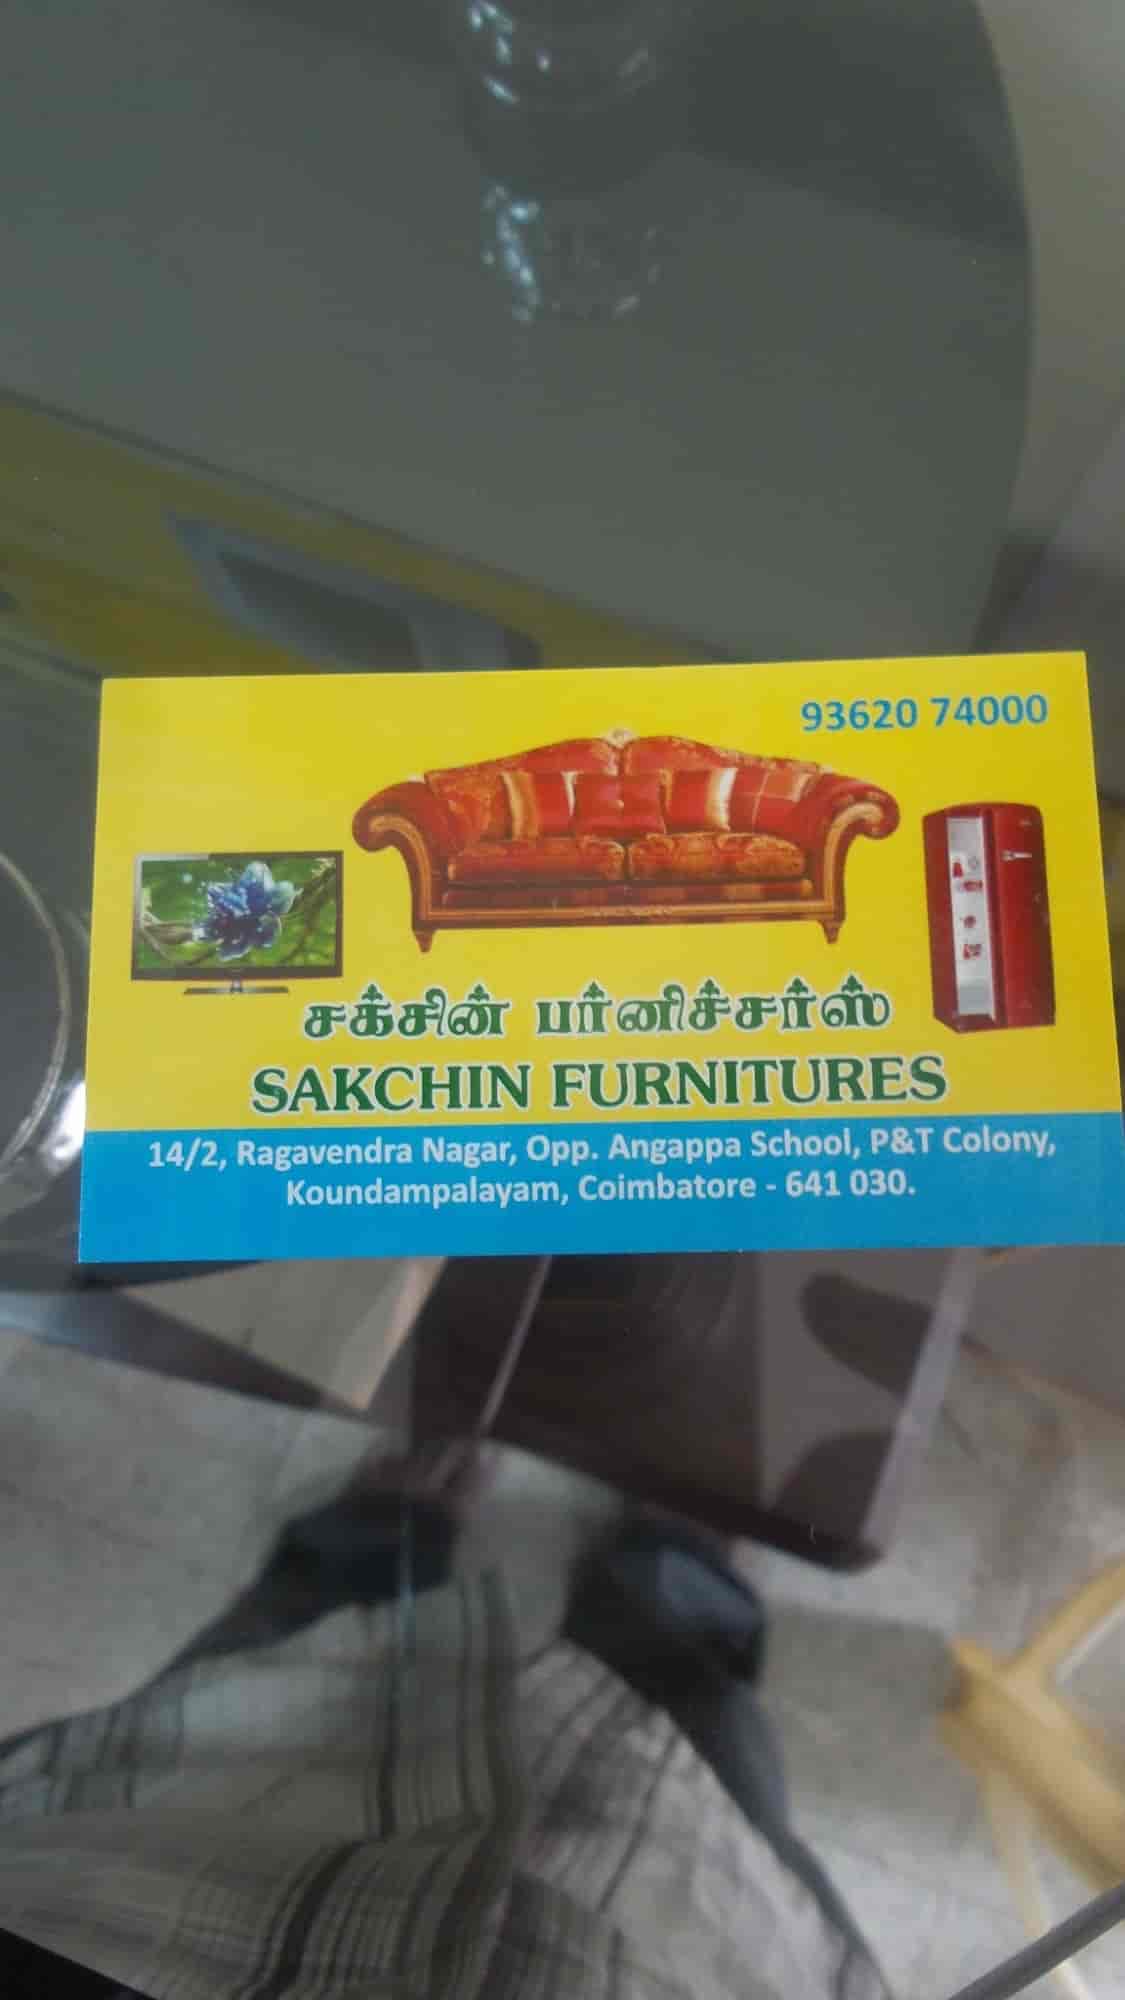 93620 74000
சக்சின் பர்னிச்சர்ஸ்
SAKCHIN FURNITURES
14/2, Ragavendra Nagar, Opp. Angappa School, P&T Colony,
Koundampalayam, Coimbatore - 641 030.